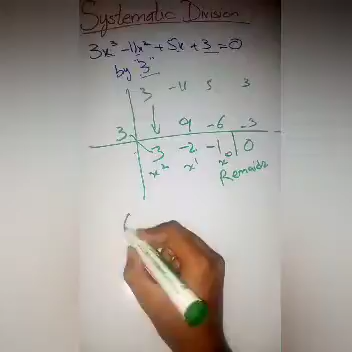 Systematic Division
3x³ - 11x² + 5x + 3 = 0
by "3"
3 -11 5 3
3 9 -6 -3
3 -2 -1 0
x² x¹ x⁰ Remainder